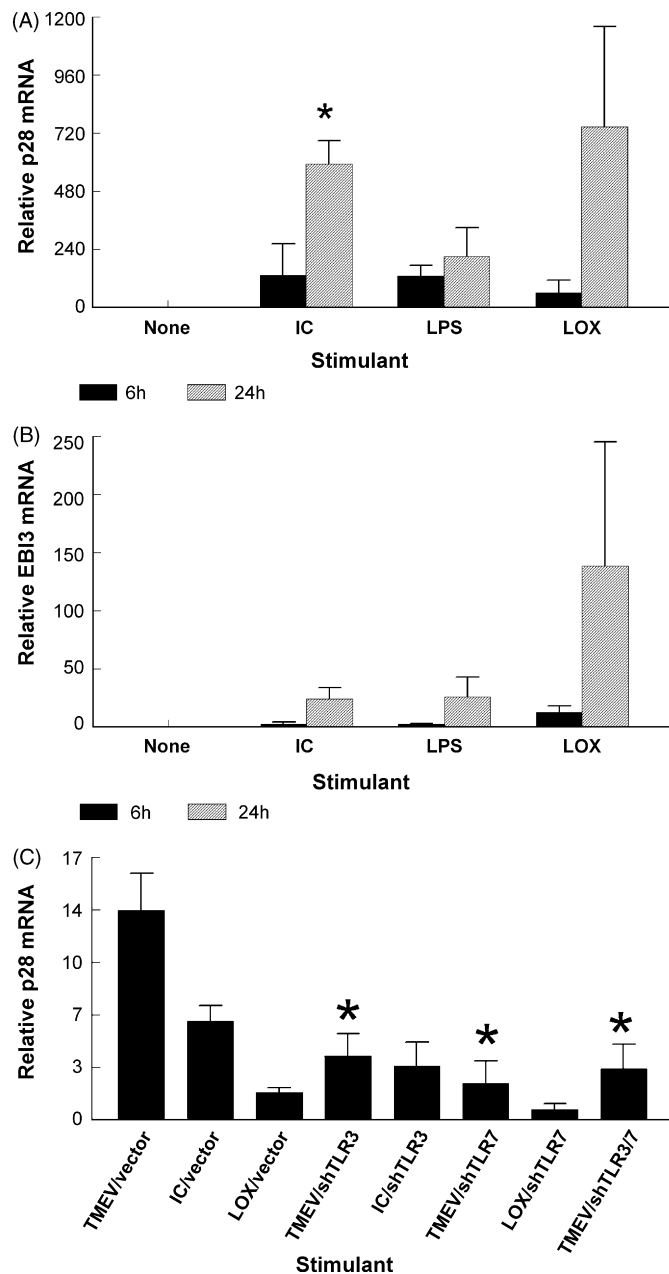 (A)
1200
960
720
480
240
0
Relative p28 mRNA
*
None IC LPS LOX
Stimulant
6h 24h
(B)
250
200
150
100
50
0
Relative EBI3 mRNA
None IC LPS LOX
Stimulant
6h 24h
(C)
17
14
10
7
3
0
Relative p28 mRNA
* * *
TMEV/vector
IC/vector
LOX/vector
TMEV/shTLR3
IC/shTLR3
TMEV/shTLR7
LOX/shTLR7
TMEV/shTLR3/7
Stimulant